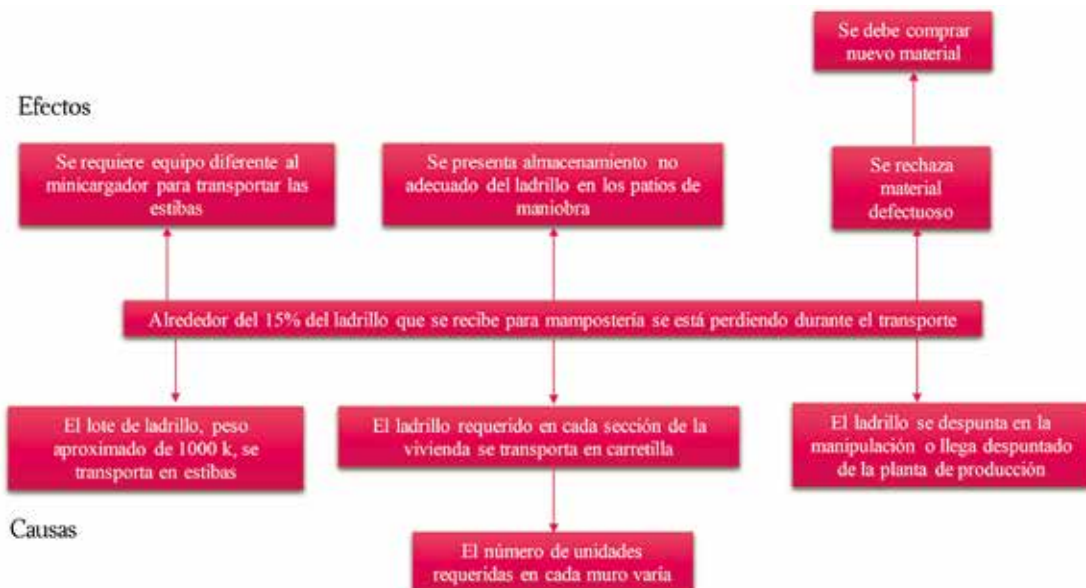 Se debe comprar
nuevo material
Efectos
Se requiere equipo diferente al
minicargador para transportar las
estibas
Se presenta almacenamiento no
adecuado del ladrillo en los patios de
maniobra
Se rechaza
material
defectuoso
Alrededor del 15% del ladrillo que se recibe para mampostería se está perdiendo durante el transporte
El lote de ladrillo, peso
aproximado de 1000 k, se
transporta en estibas
El ladrillo requerido en cada sección de la
vivienda se transporta en carretilla
El ladrillo se despunta en la
manipulación o llega despuntado
de la planta de producción
Causas
El número de unidades
requeridas en cada muro varía